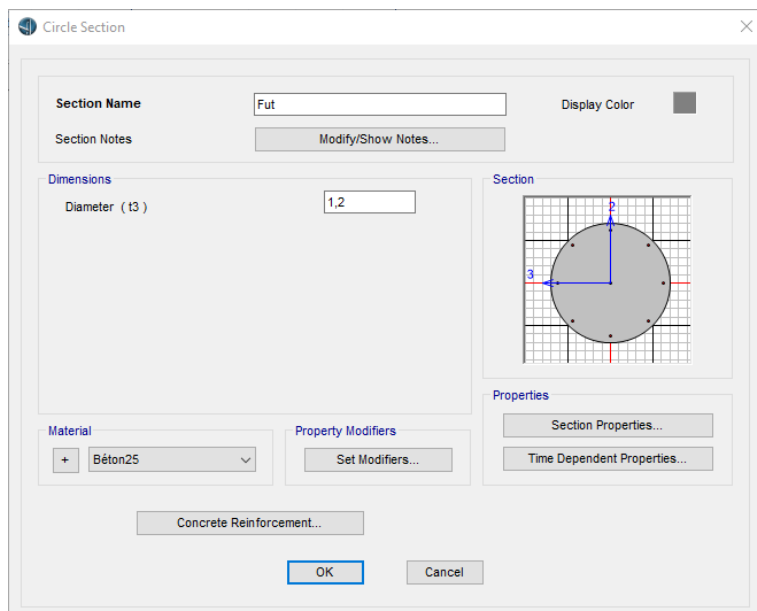 Circle Section
Section Name Fut Display Color
Section Notes Modify/Show Notes...
Dimensions
Diameter ( t3 ) 1,2
Section
2
3
Properties
Section Properties...
Time Dependent Properties...
Material
+ Béton25
Property Modifiers
Set Modifiers...
Concrete Reinforcement...
OK Cancel